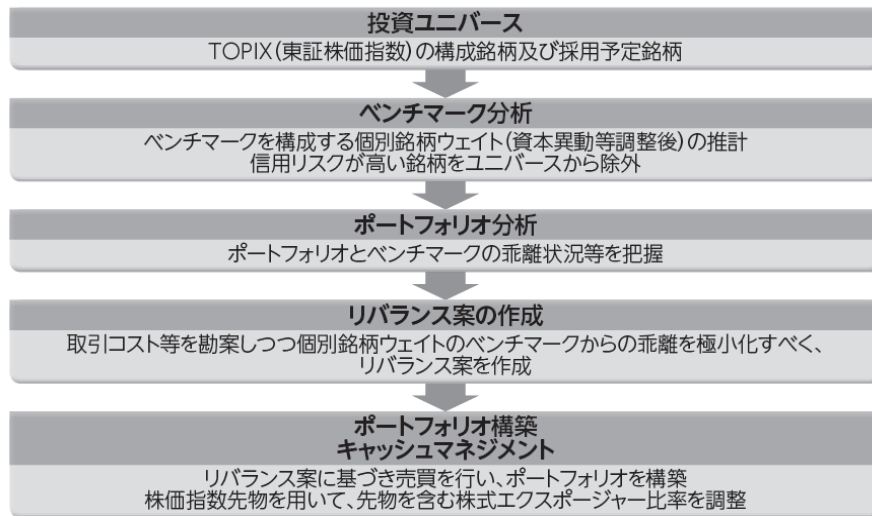 投資ユニバース
TOPIX（東証株価指数）の構成銘柄及び採用予定銘柄
ベンチマーク分析
ベンチマークを構成する個別銘柄ウェイト（資本異動等調整後）の推計
信用リスクが高い銘柄をユニバースから除外
ポートフォリオ分析
ポートフォリオとベンチマークの乖離状況等を把握
リバランス案の作成
取引コスト等を勘案しつつ個別銘柄ウェイトのベンチマークからの乖離を極小化すべく、
リバランス案を作成
ポートフォリオ構築
キャッシュマネジメント
リバランス案に基づき売買を行い、ポートフォリオを構築
株価指数先物を用いて、先物を含む株式エクスポージャー比率を調整